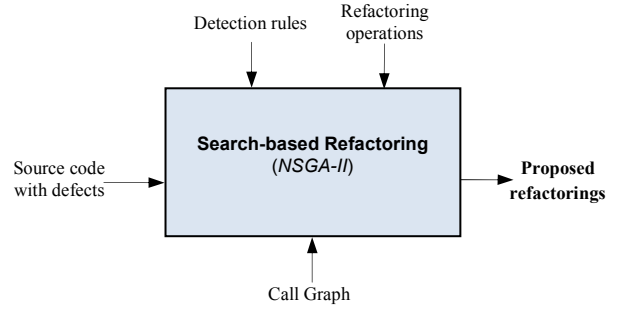 Detection rules
Refactoring
operations
Search-based Refactoring
(NSGA-II)
Source code
with defects
Proposed
refactorings
Call Graph